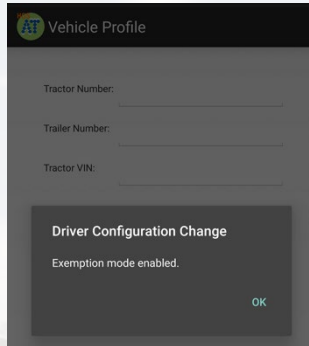 AT Vehicle Profile
Tractor Number:
Trailer Number:
Tractor VIN:
Driver Configuration Change
Exemption mode enabled.
OK